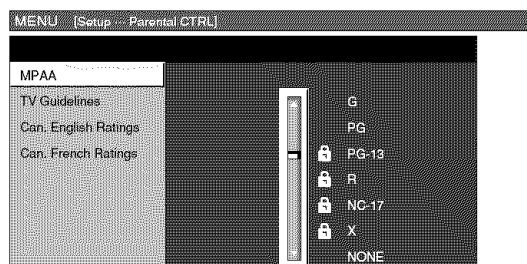 MENU [Setup ··· Parental CTRL]
MPAA
TV Guidelines
Can. English Ratings
Can. French Ratings
G
PG
PG-13
R
NC-17
X
NONE